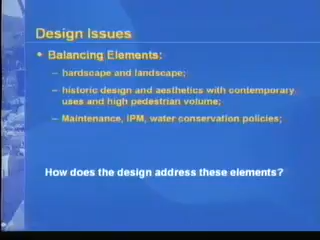 Design Issues
• Balancing Elements:
– hardscape and landscape;
– historic design and aesthetics with contemporary
uses and high pedestrian volume;
– Maintenance, IPM, water conservation policies;
How does the design address these elements?